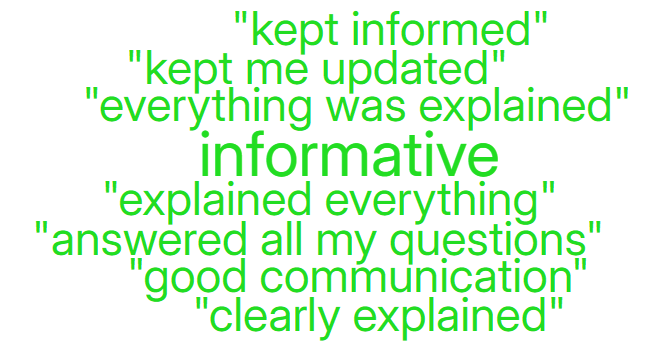 "kept informed"
"kept me updated"
"everything was explained"
informative
"explained everything"
"answered all my questions"
"good communication"
"clearly explained"